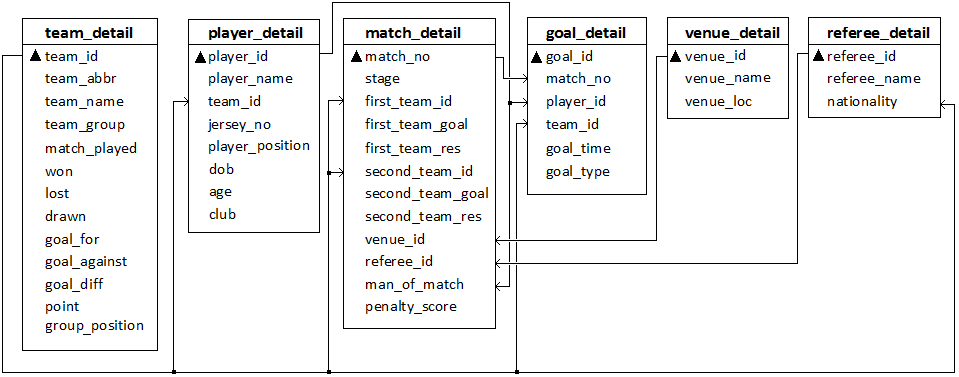 team_detail
team_id
team_abbr
team_name
team_group
match_played
won
lost
drawn
goal_for
goal_against
goal_diff
point
group_position
player_detail
player_id
player_name
team_id
jersey_no
player_position
dob
age
club
match_detail
match_no
stage
first_team_id
first_team_goal
first_team_res
second_team_id
second_team_goal
second_team_res
venue_id
referee_id
man_of_match
penalty_score
goal_detail
goal_id
match_no
player_id
team_id
goal_time
goal_type
venue_detail
venue_id
venue_name
venue_loc
referee_detail
referee_id
referee_name
nationality